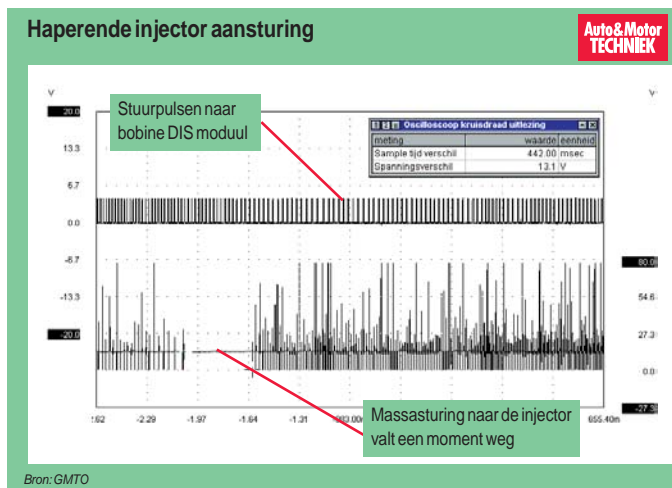 Haperende injector aansturing
Auto&Motor
TECHNIEK
V
V
20.0
13.3
6.7
0.0
-6.7
-13.3
-20.0
Stuurpulsen naar
bobine DIS moduul
Oscilloscoop kruisdraad uitlezing
meting waarde eenheid
Sample tijd verschil 442.00 msec
Spanningsverschil 13.1 V
80.0
54.6
27.3
0.0
-27.3
Massasturing naar de injector
valt een moment weg
-2.29 -1.97 -1.64 -1.31 655.40n
Bron: GMTO